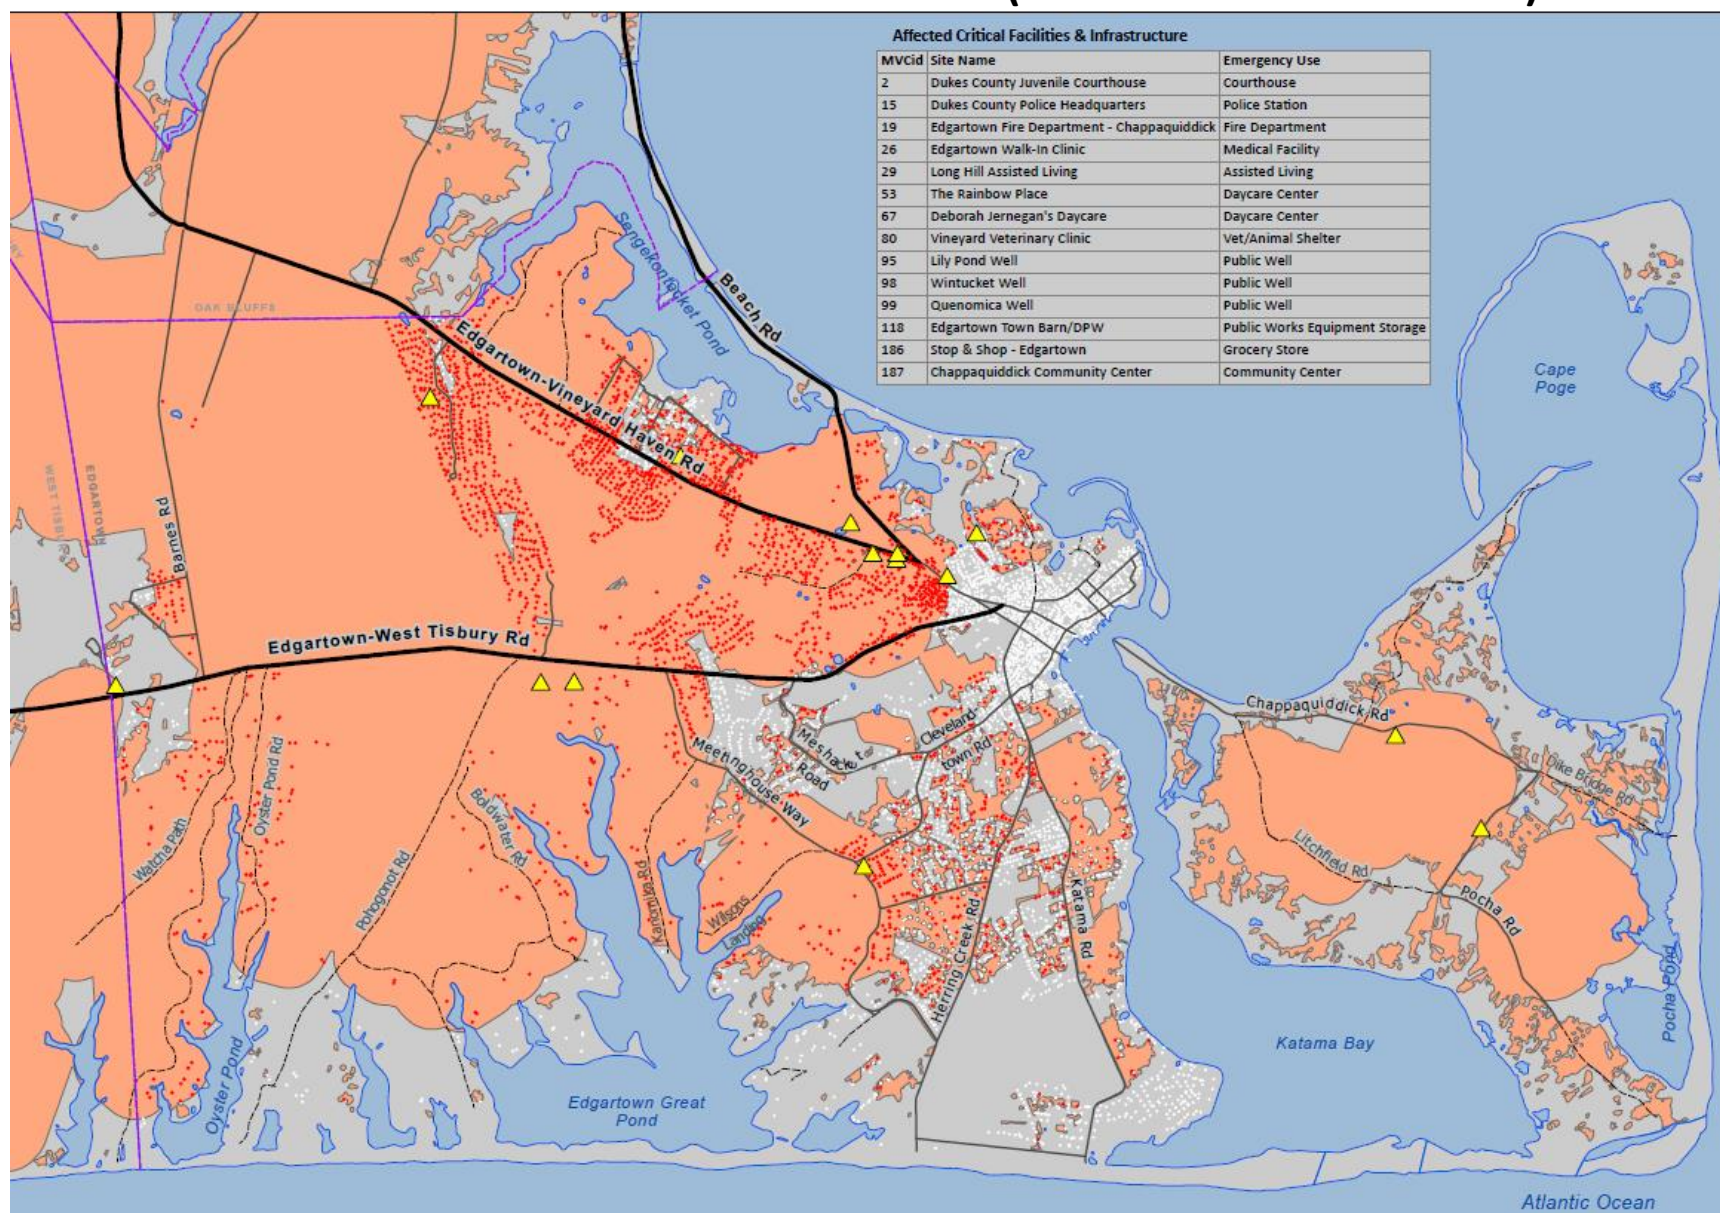 Affected Critical Facilities & Infrastructure
MVCid Site Name Emergency Use
2 Dukes County Juvenile Courthouse Courthouse
15 Dukes County Police Headquarters Police Station
19 Edgartown Fire Department - Chappaquiddick Fire Department
26 Edgartown Walk-In Clinic Medical Facility
29 Long Hill Assisted Living Assisted Living
53 The Rainbow Place Daycare Center
67 Deborah Jernegan's Daycare Daycare Center
80 Vineyard Veterinary Clinic Vet/Animal Shelter
95 Lily Pond Well Public Well
98 Wintucket Well Public Well
99 Quenomica Well Public Well
118 Edgartown Town Barn/DPW Public Works Equipment Storage
186 Stop & Shop - Edgartown Grocery Store
187 Chappaquiddick Community Center Community Center
Sengekontacket Pond
Beach Rd
OAK BLUFFS
Edgartown-Vineyard Haven Rd
Cape
Poge
WEST TISBURY
EDGARTOWN
Barnes Rd
Edgartown-West Tisbury Rd
Chappaquiddick Rd
Cleveland
town Rd
Meshacket
Road
Meetinghouse Way
Dike Bridge Rd
Oyster Pond Rd
Boldwater Rd
Watcha Path
Pohogonot Rd
Litchfield Rd
Kanomika Rd
Wilsons
Landing
Katama Rd
Herring Creek Rd
Pocha Rd
Pocha Pond
Oyster Pond
Katama Bay
Edgartown Great
Pond
Atlantic Ocean